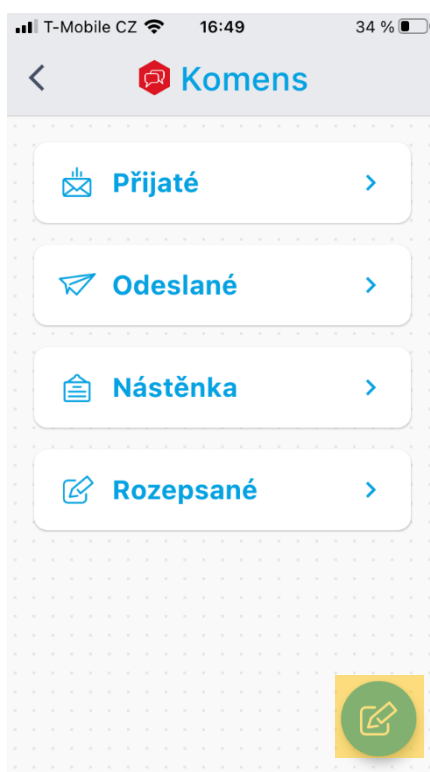 T-Mobile CZ 16:49 34 %
Komens
Přijaté
Odeslané
Nástěnka
Rozepsané